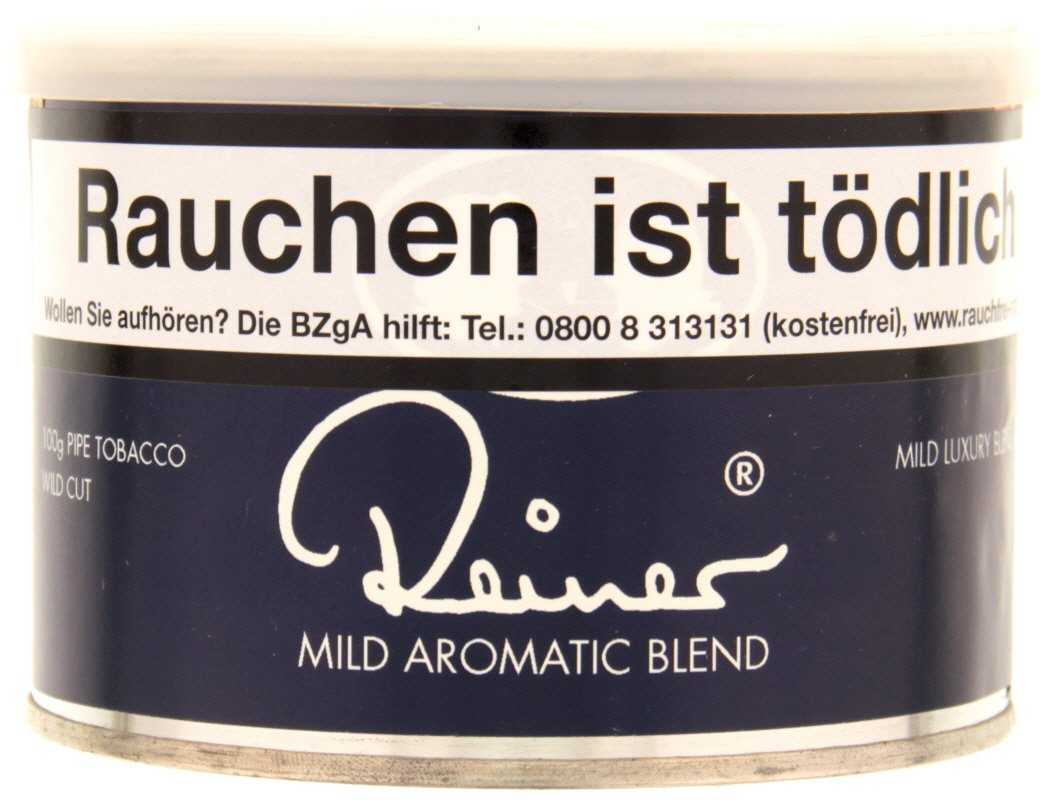 Rauchen ist tödlich
Wollen Sie aufhören? Die BZgA hilft: Tel.: 0800 8 313131 (kostenfrei),
100g PIPE TOBACCO
WILD CUT
MILD LUXURY
Reiner ®
MILD AROMATIC BLEND